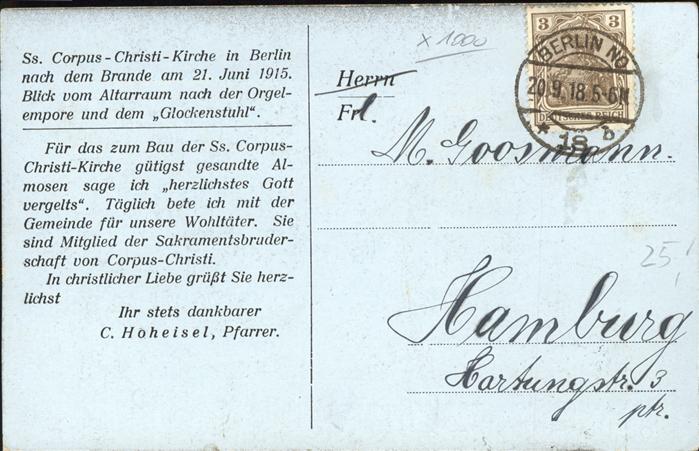 Ss. Corpus-Christi-Kirche in Berlin
nach dem Brande am 21. Juni 1915.
Blick vom Altarraum nach der Orgel-
empore und dem „Glockenstuhl“.
Für das zum Bau der Ss. Corpus-
Christi-Kirche gütigst gesandte Al-
mosen sage ich „herzlichstes Gott
vergelts“. Täglich bete ich mit der
Gemeinde für unsere Wohltäter. Sie
sind Mitglied der Sakramentsbruder-
schaft von Corpus-Christi.
In christlicher Liebe grüßt Sie herz-
lichst
Ihr stets dankbarer
C. Hoheisel, Pfarrer.
x 1000
3 3
DEUTSCHES REICH
BERLIN NO
20.9.18.5-6N
* 18 b
Herrn
Frl.
M. Goosmann.
25
Hamburg
Hartungstr. 3
ptr.